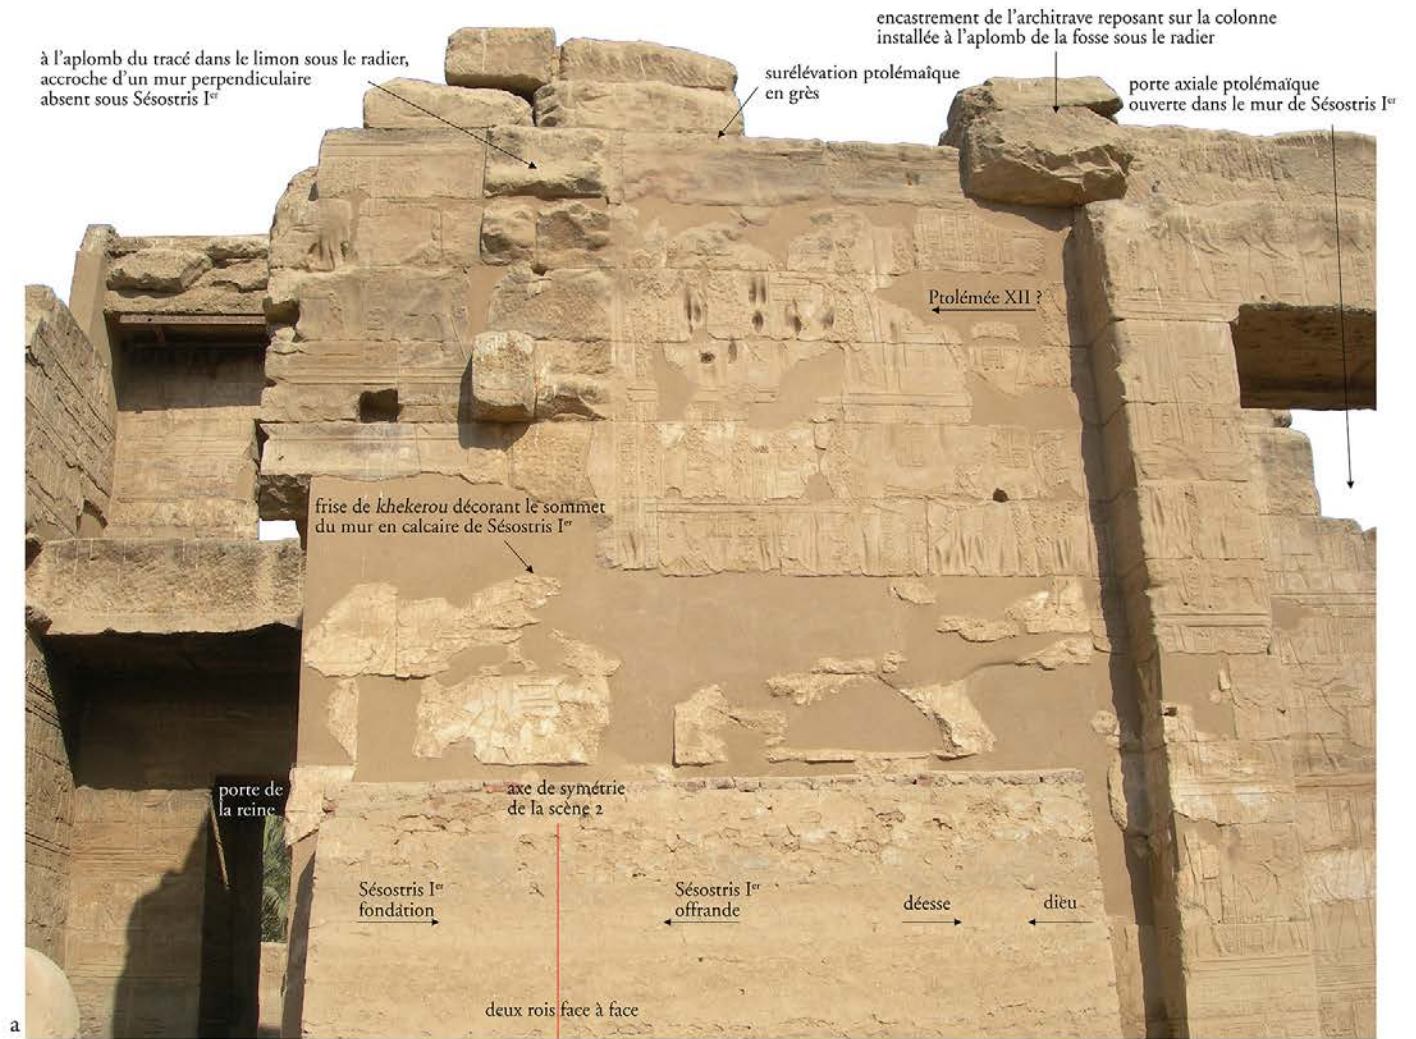 à l’aplomb du tracé dans le limon sous le radier,
accroche d’un mur perpendiculaire
absent sous Sésostris Iᵉʳ
surélévation ptolémaîque
en grès
encastrement de l’architrave reposant sur la colonne
installée à l’aplomb de la fosse sous le radier
porte axiale ptolémaïque
ouverte dans le mur de Sésostris Iᵉʳ
Ptolémée XII ?
frise de khekerou décorant le sommet
du mur en calcaire de Sésostris Iᵉʳ
porte de
la reine
axe de symétrie
de la scène 2
Sésostris Iᵉʳ
fondation
Sésostris Iᵉʳ
offrande
déesse
dieu
deux rois face à face
a